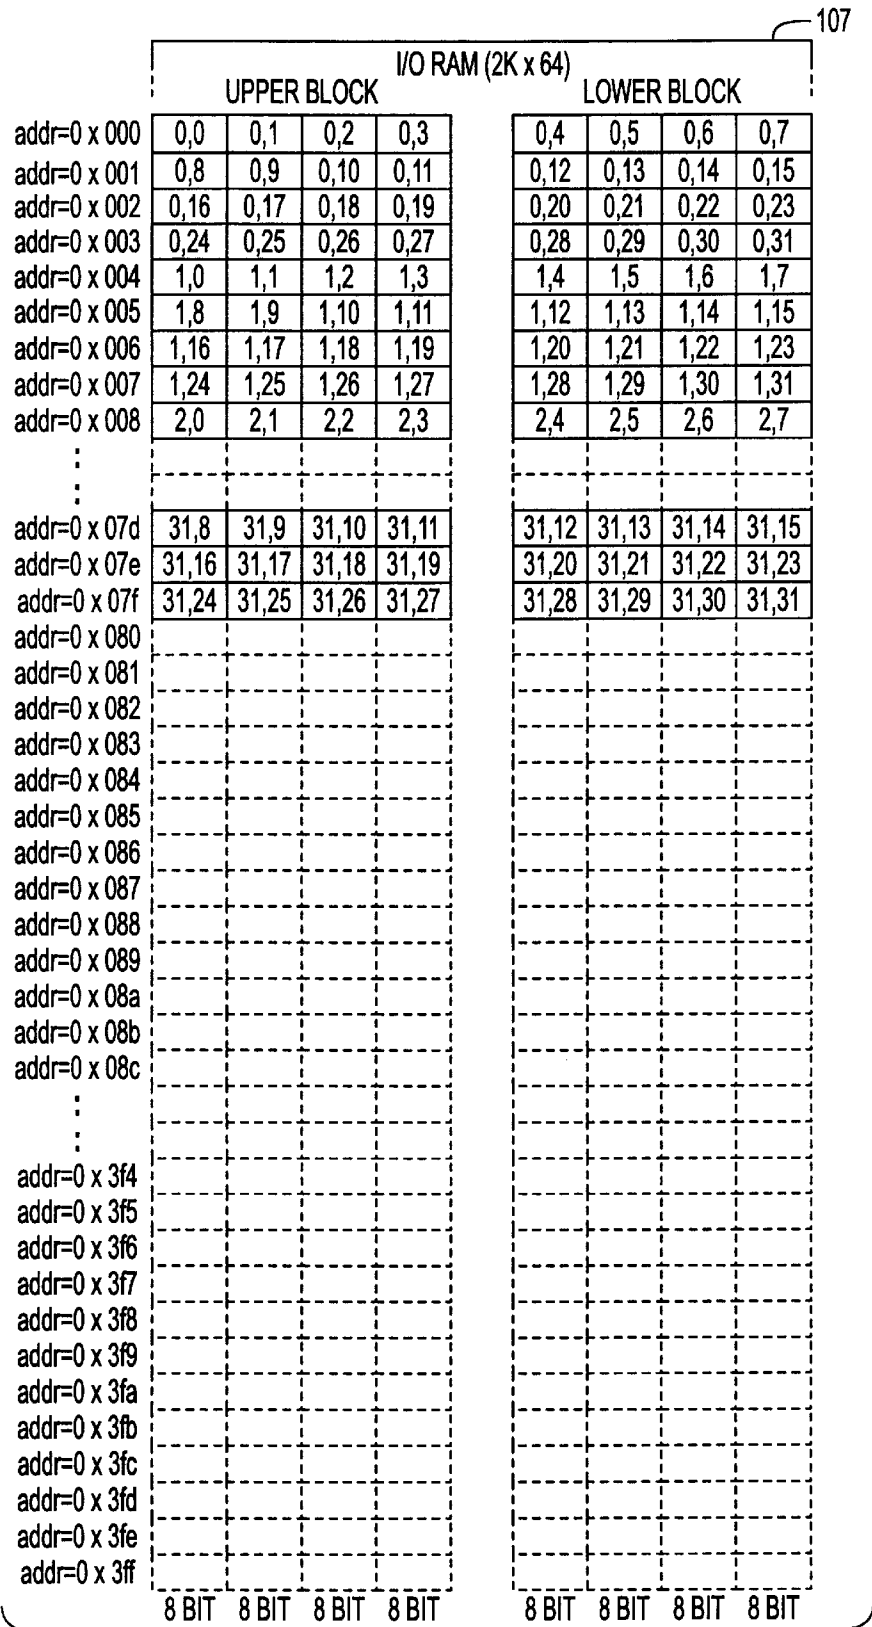 107
I/O RAM (2K x 64)
UPPER BLOCK LOWER BLOCK
addr=0 x 000 0,0 0,1 0,2 0,3 0,4 0,5 0,6 0,7
addr=0 x 001 0,8 0,9 0,10 0,11 0,12 0,13 0,14 0,15
addr=0 x 002 0,16 0,17 0,18 0,19 0,20 0,21 0,22 0,23
addr=0 x 003 0,24 0,25 0,26 0,27 0,28 0,29 0,30 0,31
addr=0 x 004 1,0 1,1 1,2 1,3 1,4 1,5 1,6 1,7
addr=0 x 005 1,8 1,9 1,10 1,11 1,12 1,13 1,14 1,15
addr=0 x 006 1,16 1,17 1,18 1,19 1,20 1,21 1,22 1,23
addr=0 x 007 1,24 1,25 1,26 1,27 1,28 1,29 1,30 1,31
addr=0 x 008 2,0 2,1 2,2 2,3 2,4 2,5 2,6 2,7
addr=0 x 07d 31,8 31,9 31,10 31,11 31,12 31,13 31,14 31,15
addr=0 x 07e 31,16 31,17 31,18 31,19 31,20 31,21 31,22 31,23
addr=0 x 07f 31,24 31,25 31,26 31,27 31,28 31,29 31,30 31,31
addr=0 x 080
addr=0 x 081
addr=0 x 082
addr=0 x 083
addr=0 x 084
addr=0 x 085
addr=0 x 086
addr=0 x 087
addr=0 x 088
addr=0 x 089
addr=0 x 08a
addr=0 x 08b
addr=0 x 08c
addr=0 x 3f4
addr=0 x 3f5
addr=0 x 3f6
addr=0 x 3f7
addr=0 x 3f8
addr=0 x 3f9
addr=0 x 3fa
addr=0 x 3fb
addr=0 x 3fc
addr=0 x 3fd
addr=0 x 3fe
addr=0 x 3ff
8 BIT 8 BIT 8 BIT 8 BIT 8 BIT 8 BIT 8 BIT 8 BIT